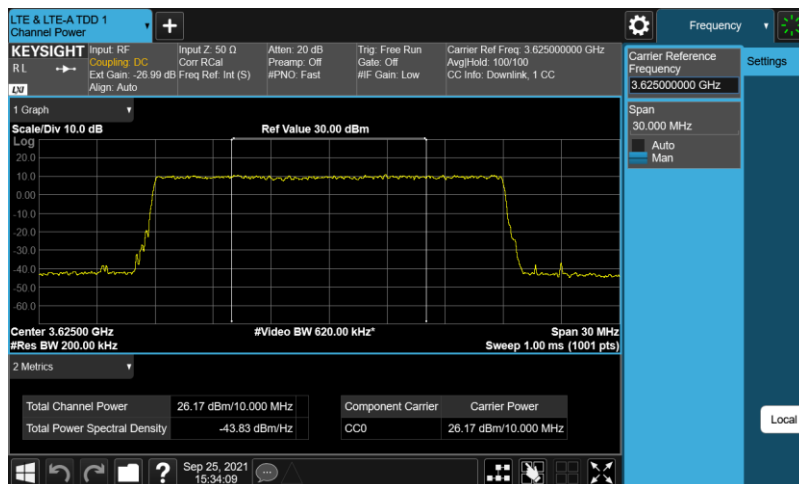 LTE & LTE-A TDD 1
Channel Power
+
Frequency
KEYSIGHT
RL
LXI
Input: RF
Coupling: DC
Ext Gain: -26.99 dB
Align: Auto
Input Z: 50 Ω
Corr RCal
Freq Ref: Int (S)
Atten: 20 dB
Preamp: Off
#PNO: Fast
Trig: Free Run
Gate: Off
#IF Gain: Low
Carrier Ref Freq: 3.625000000 GHz
Avg|Hold: 100/100
CC Info: Downlink, 1 CC
Carrier Reference
Frequency
3.625000000 GHz
Settings
Span
30.000 MHz
Auto
Man
1 Graph
Scale/Div 10.0 dB
Ref Value 30.00 dBm
Log
20.0
10.0
0.00
-10.0
-20.0
-30.0
-40.0
-50.0
-60.0
Center 3.62500 GHz
#Video BW 620.00 kHz*
Span 30 MHz
#Res BW 200.00 kHz
Sweep 1.00 ms (1001 pts)
2 Metrics
Total Channel Power 26.17 dBm/10.000 MHz
Total Power Spectral Density -43.83 dBm/Hz
Component Carrier Carrier Power
CC0 26.17 dBm/10.000 MHz
Local
?
Sep 25, 2021
15:34:09